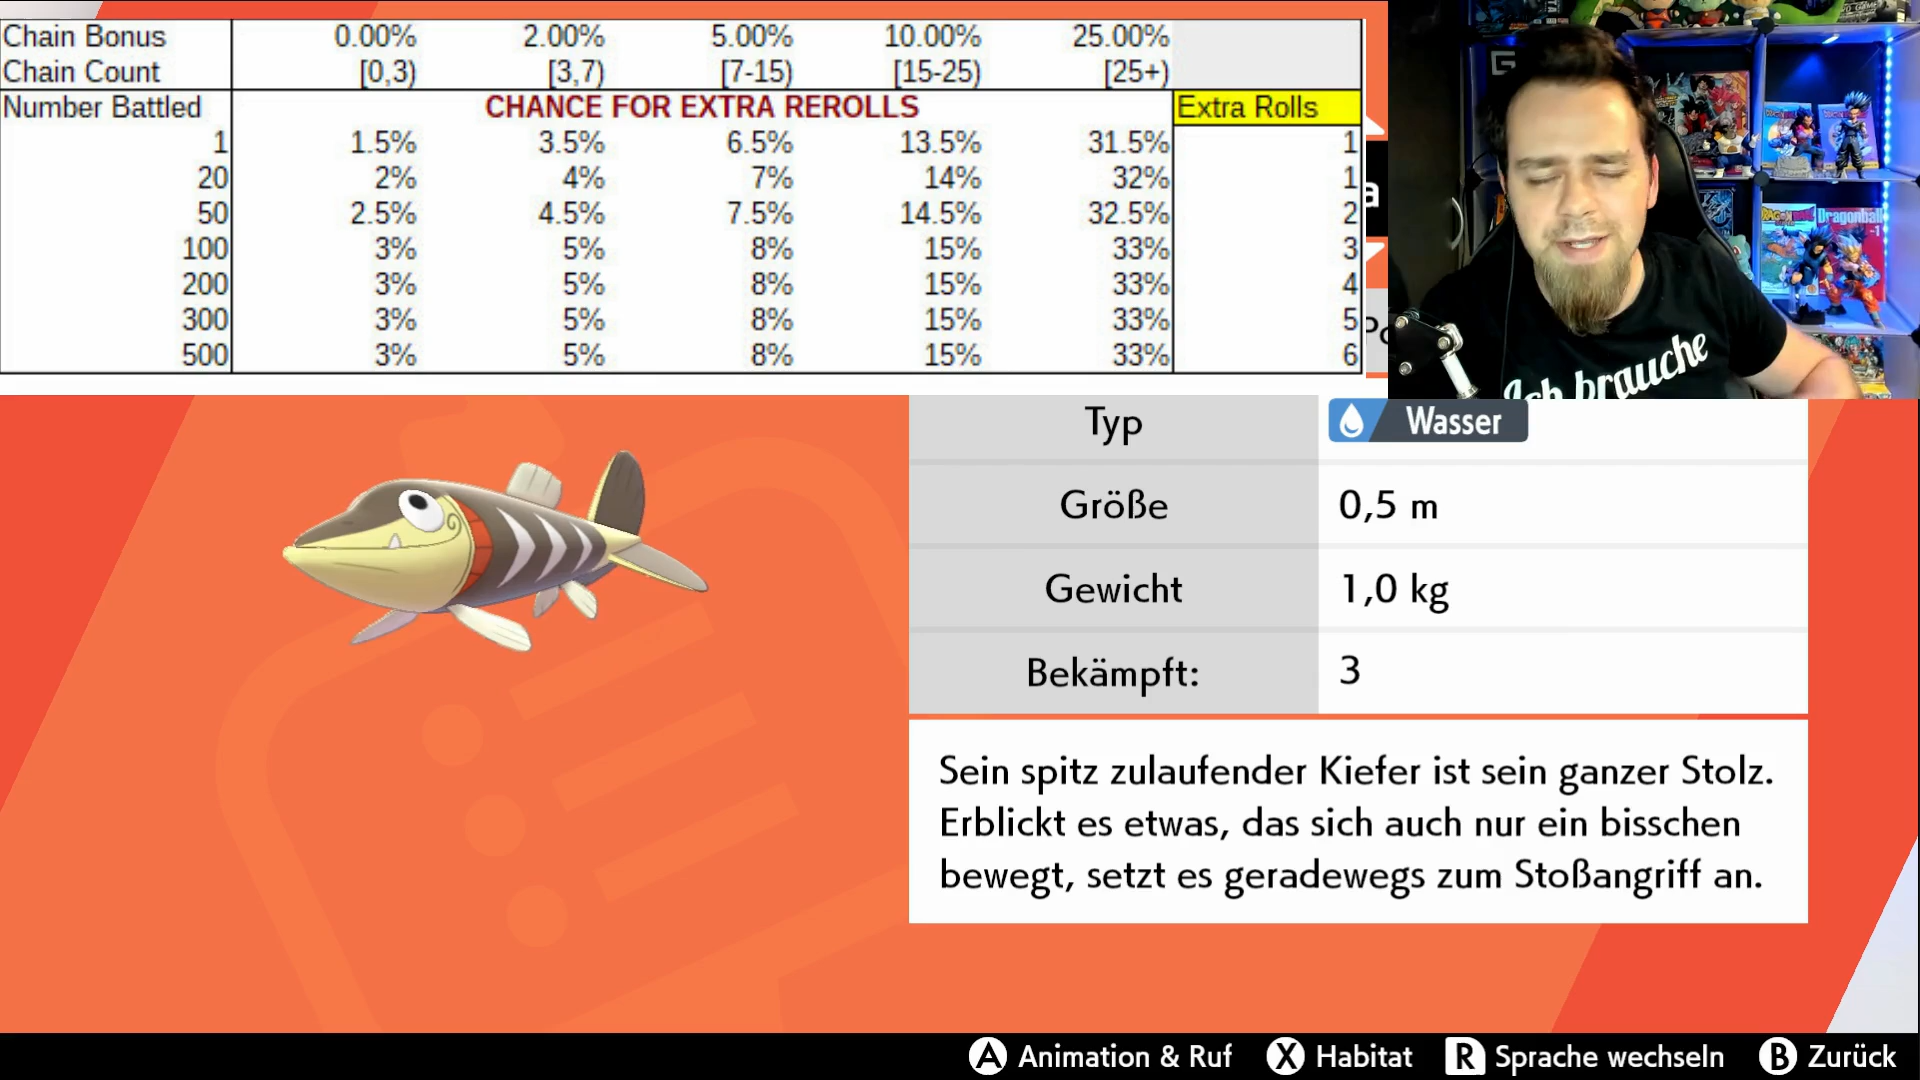 Chain Bonus 0.00% 2.00% 5.00% 10.00% 25.00%
Chain Count [0,3) [3,7) [7-15) [15-25) [25+)
Number Battled CHANCE FOR EXTRA REROLLS Extra Rolls
1 1.5% 3.5% 6.5% 13.5% 31.5% 1
20 2% 4% 7% 14% 32% 1
50 2.5% 4.5% 7.5% 14.5% 32.5% 2
100 3% 5% 8% 15% 33% 3
200 3% 5% 8% 15% 33% 4
300 3% 5% 8% 15% 33% 5
500 3% 5% 8% 15% 33% 6
a
Po
Dragonball
Ich brauche
Typ Wasser
Größe 0,5 m
Gewicht 1,0 kg
Bekämpft: 3
Sein spitz zulaufender Kiefer ist sein ganzer Stolz.
Erblickt es etwas, das sich auch nur ein bisschen
bewegt, setzt es geradewegs zum Stoßangriff an.
A Animation & Ruf X Habitat R Sprache wechseln B Zurück